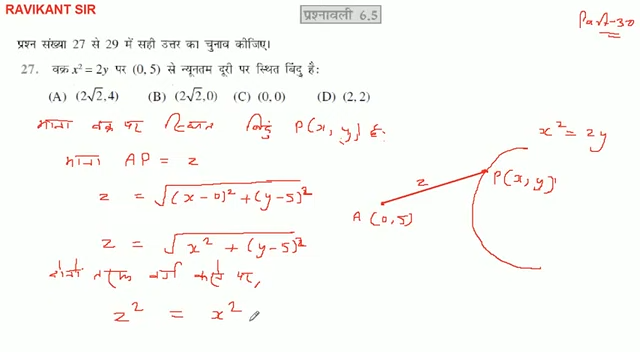 RAVIKANT SIR
प्रश्नावली 6.5
Part-30
प्रश्न संख्या 27 से 29 में सही उत्तर का चुनाव कीजिए।
27. वक्र x² = 2y पर (0, 5) से न्यूनतम दूरी पर स्थित बिंदु है:
(A) (2√2,4) (B) (2√2,0) (C) (0, 0) (D) (2, 2)
माना वक्र पर स्थित बिंदु P(x, y) है।
x² = 2y
माना AP = z
z = √(x-0)² + (y-5)²
z
P(x, y)
A (0,5)
z = √x² + (y-5)²
दोनों तरफ वर्ग करने पर,
z² = x²